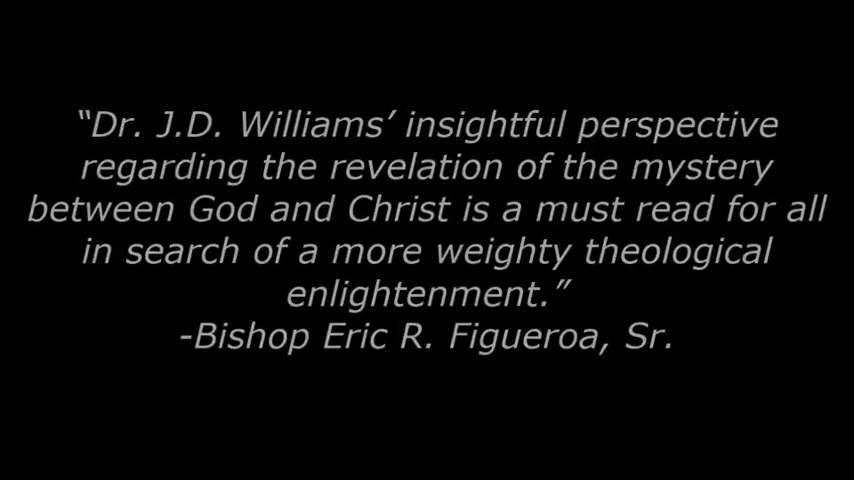 “Dr. J.D. Williams’ insightful perspective
regarding the revelation of the mystery
between God and Christ is a must read for all
in search of a more weighty theological
enlightenment.”
-Bishop Eric R. Figueroa, Sr.